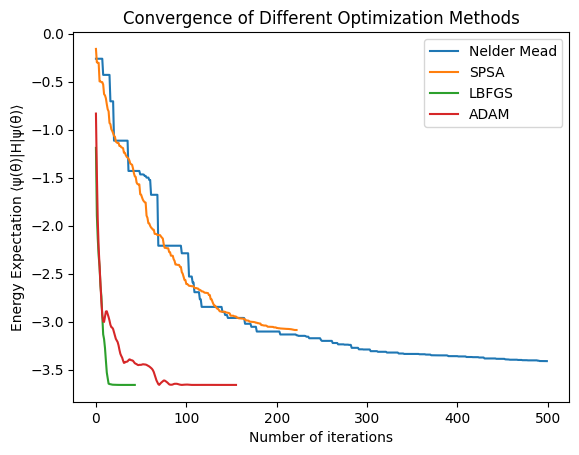 Convergence of Different Optimization Methods
Nelder Mead
SPSA
LBFGS
ADAM
Energy Expectation ⟨ψ(θ)|H|ψ(θ)⟩
0.0
−0.5
−1.0
−1.5
−2.0
−2.5
−3.0
−3.5
0 100 200 300 400 500
Number of iterations